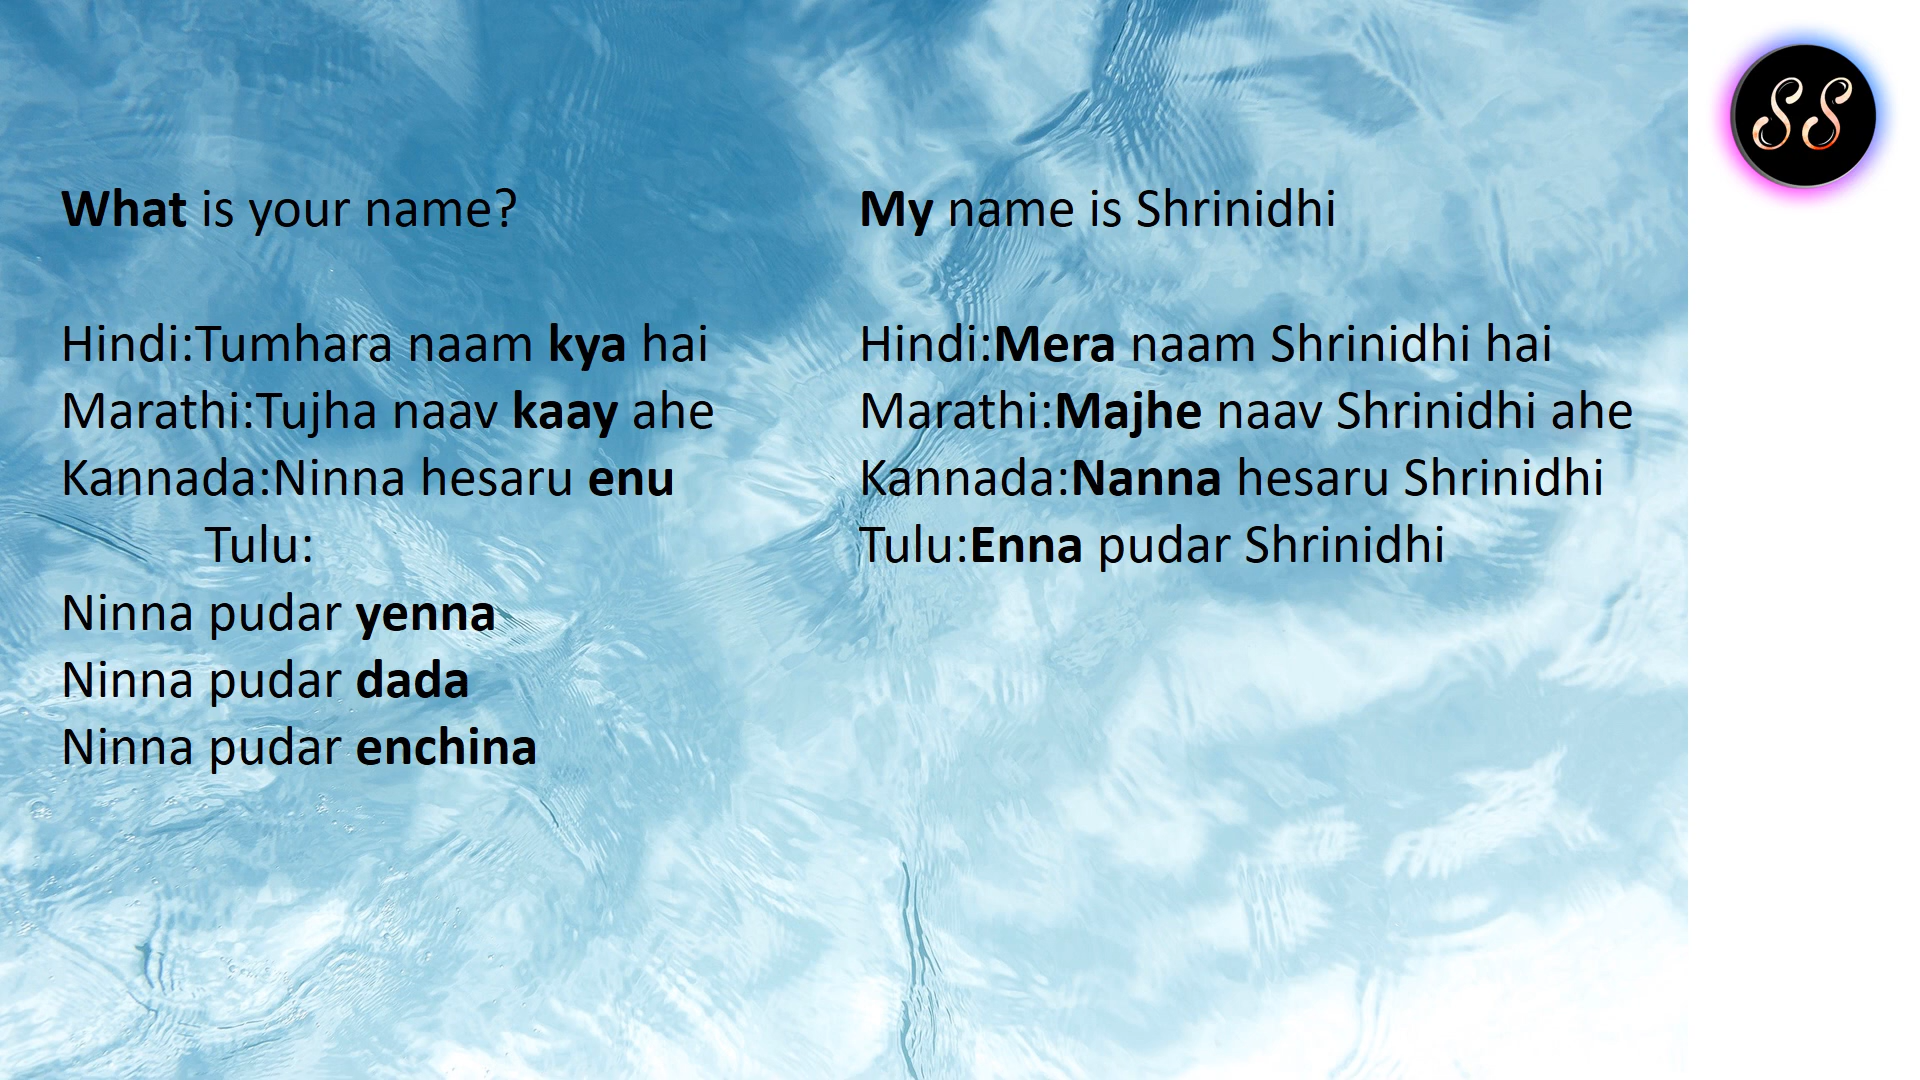 What is your name?
Hindi:Tumhara naam kya hai
Marathi:Tujha naav kaay ahe
Kannada:Ninna hesaru enu
Tulu:
Ninna pudar yenna
Ninna pudar dada
Ninna pudar enchina
My name is Shrinidhi
Hindi:Mera naam Shrinidhi hai
Marathi:Majhe naav Shrinidhi ahe
Kannada:Nanna hesaru Shrinidhi
Tulu:Enna pudar Shrinidhi
SS